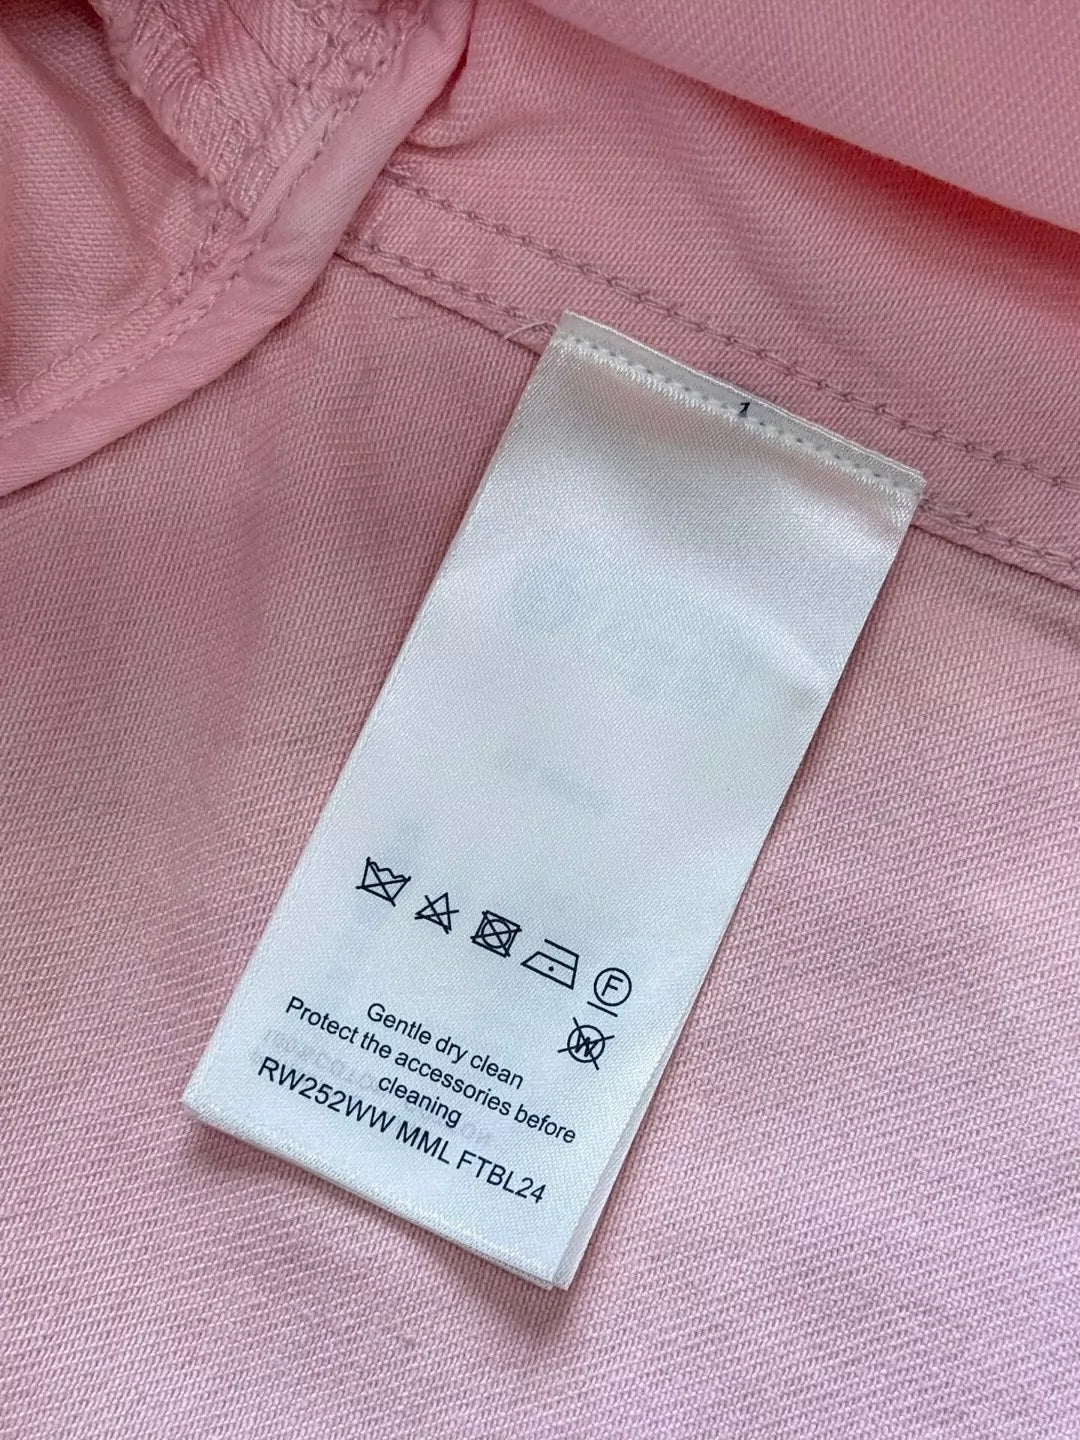 1
F
W
Gentle dry clean
Protect the accessories before
cleaning
RW252WW MML FTBL24